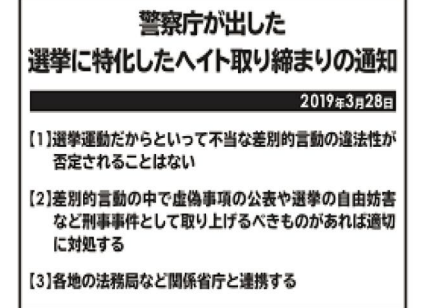 警察庁が出した
選挙に特化したヘイト取り締まりの通知
2019年3月28日
【1】選挙運動だからといって不当な差別的言動の違法性が
否定されることはない
【2】差別的言動の中で虚偽事項の公表や選挙の自由妨害
など刑事事件として取り上げるべきものがあれば適切
に対処する
【3】各地の法務局など関係省庁と連携する